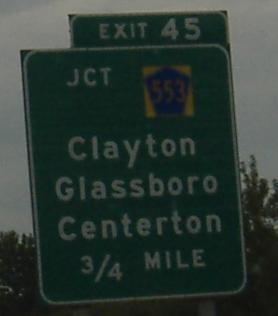 EXIT 45
JCT 553
Clayton
Glassboro
Centerton
3/4 MILE